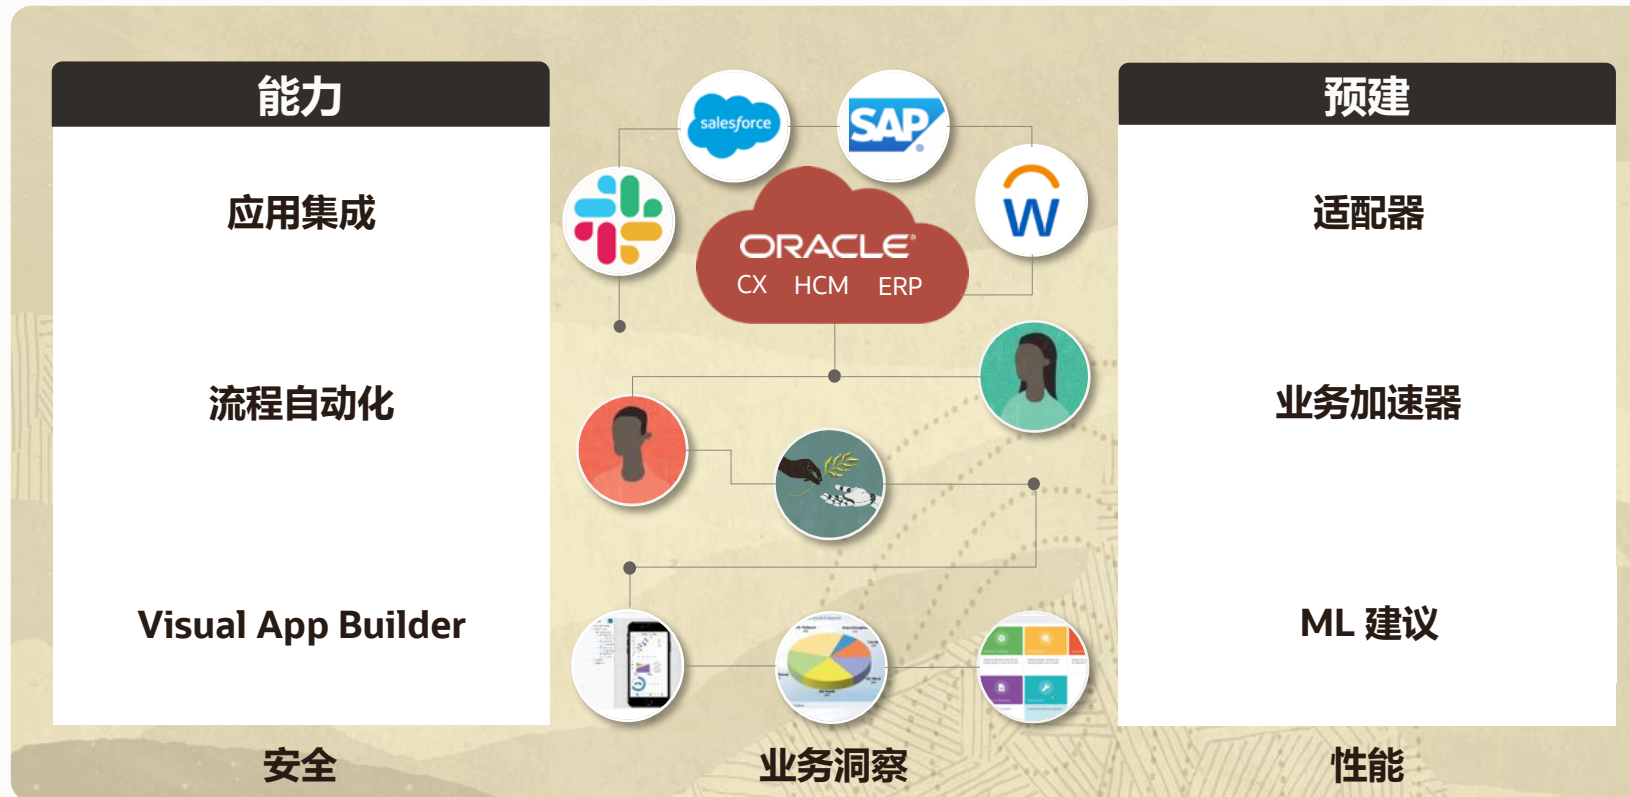 能力
应用集成
流程自动化
Visual App Builder
salesforce
SAP
®
W
ORACLE®
CX HCM ERP
预建
适配器
业务加速器
ML 建议
安全
业务洞察
性能